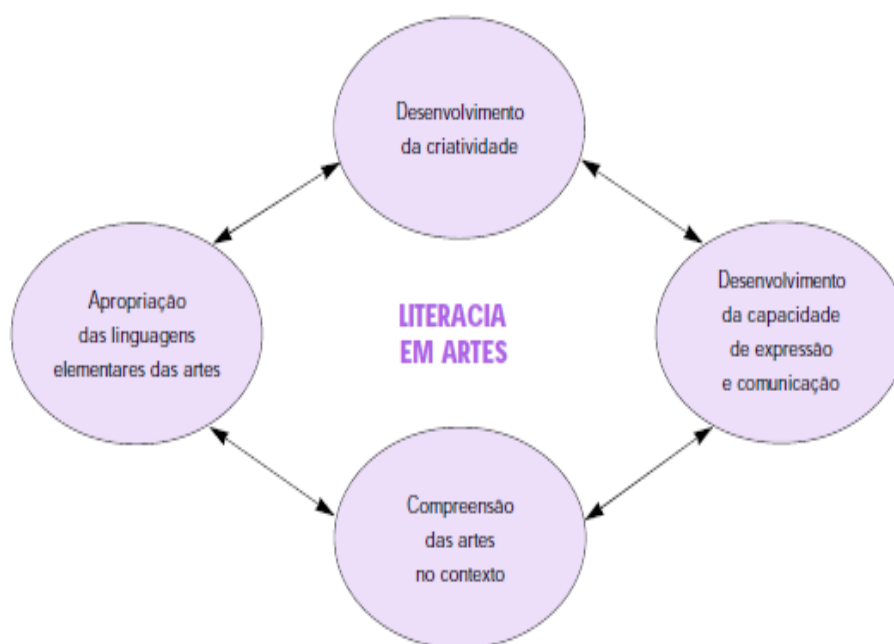 Desenvolvimento
da criatividade
Apropriação
das linguagens
elementares das artes
LITERACIA
EM ARTES
Desenvolvimento
da capacidade
de expressão
e comunicação
Compreensão
das artes
no contexto